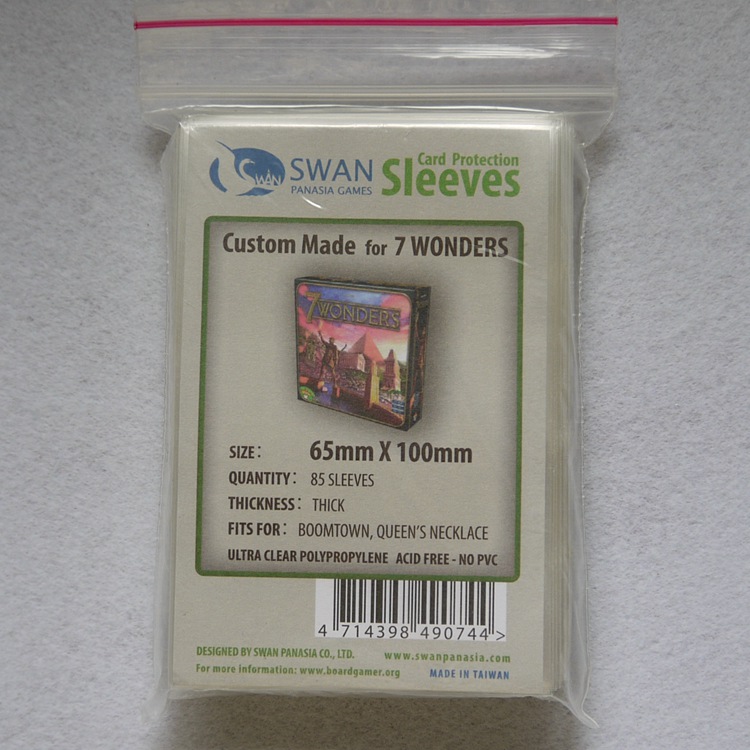 SWAN
SWAN
PANASIA GAMES
Card Protection
Sleeves
Custom Made for 7 WONDERS
7 WONDERS
SIZE: 65mm X 100mm
QUANTITY: 85 SLEEVES
THICKNESS: THICK
FITS FOR: BOOMTOWN, QUEEN'S NECKLACE
ULTRA CLEAR POLYPROPYLENE ACID FREE - NO PVC
4 714398 490744 >
DESIGNED BY SWAN PANASIA CO., LTD. www.swanpanasia.com
For more information: www.boardgamer.org MADE IN TAIWAN